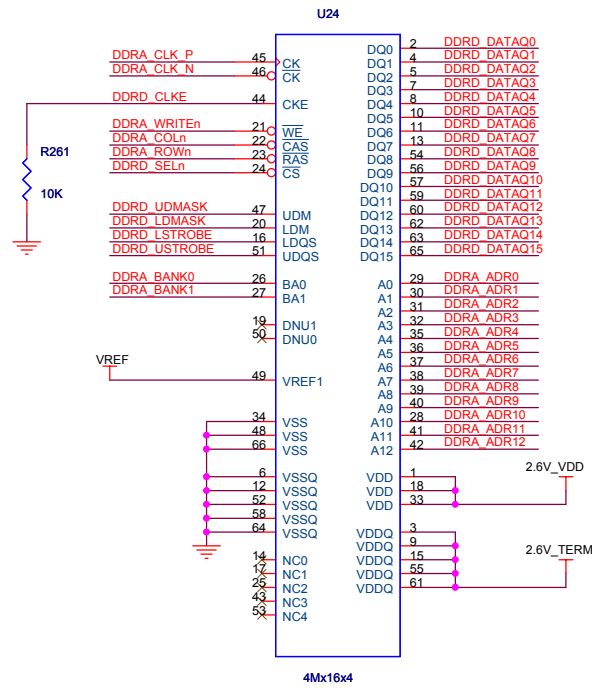 U24
DDRA_CLK_P 45 CK DQ0 2 DDRD_DATAQ0
DDRA_CLK_N 46 CK DQ1 4 DDRD_DATAQ1
DQ2 5 DDRD_DATAQ2
DQ3 7 DDRD_DATAQ3
DDRD_CLKE 44 CKE DQ4 8 DDRD_DATAQ4
DQ5 10 DDRD_DATAQ5
DDRA_WRITEn 21 WE DQ6 11 DDRD_DATAQ6
DDRA_COLn 22 CAS DQ7 13 DDRD_DATAQ7
DDRA_ROWn 23 RAS DQ8 54 DDRD_DATAQ8
DDRD_SELn 24 CS DQ9 56 DDRD_DATAQ9
R261
10K
DQ10 57 DDRD_DATAQ10
DQ11 59 DDRD_DATAQ11
DDRD_UDMASK 47 UDM DQ12 60 DDRD_DATAQ12
DDRD_LDMASK 20 LDM DQ13 62 DDRD_DATAQ13
DDRD_LSTROBE 16 LDQS DQ14 63 DDRD_DATAQ14
DDRD_USTROBE 51 UDQS DQ15 65 DDRD_DATAQ15
DDRA_BANK0 26 BA0 A0 29 DDRA_ADR0
DDRA_BANK1 27 BA1 A1 30 DDRA_ADR1
A2 31 DDRA_ADR2
19 DNU1 A3 32 DDRA_ADR3
50 DNU0 A4 35 DDRA_ADR4
A5 36 DDRA_ADR5
VREF A6 37 DDRA_ADR6
49 VREF1 A7 38 DDRA_ADR7
A8 39 DDRA_ADR8
A9 40 DDRA_ADR9
34 VSS A10 28 DDRA_ADR10
48 VSS A11 41 DDRA_ADR11
66 VSS A12 42 DDRA_ADR12
6 VSSQ VDD 1 2.6V_VDD
12 VSSQ VDD 18
52 VSSQ VDD 33
58 VSSQ
64 VSSQ VDDQ 3
VDDQ 9
14 NC0 VDDQ 15 2.6V_TERM
17 NC1 VDDQ 55
25 NC2 VDDQ 61
43 NC3
53 NC4
4Mx16x4